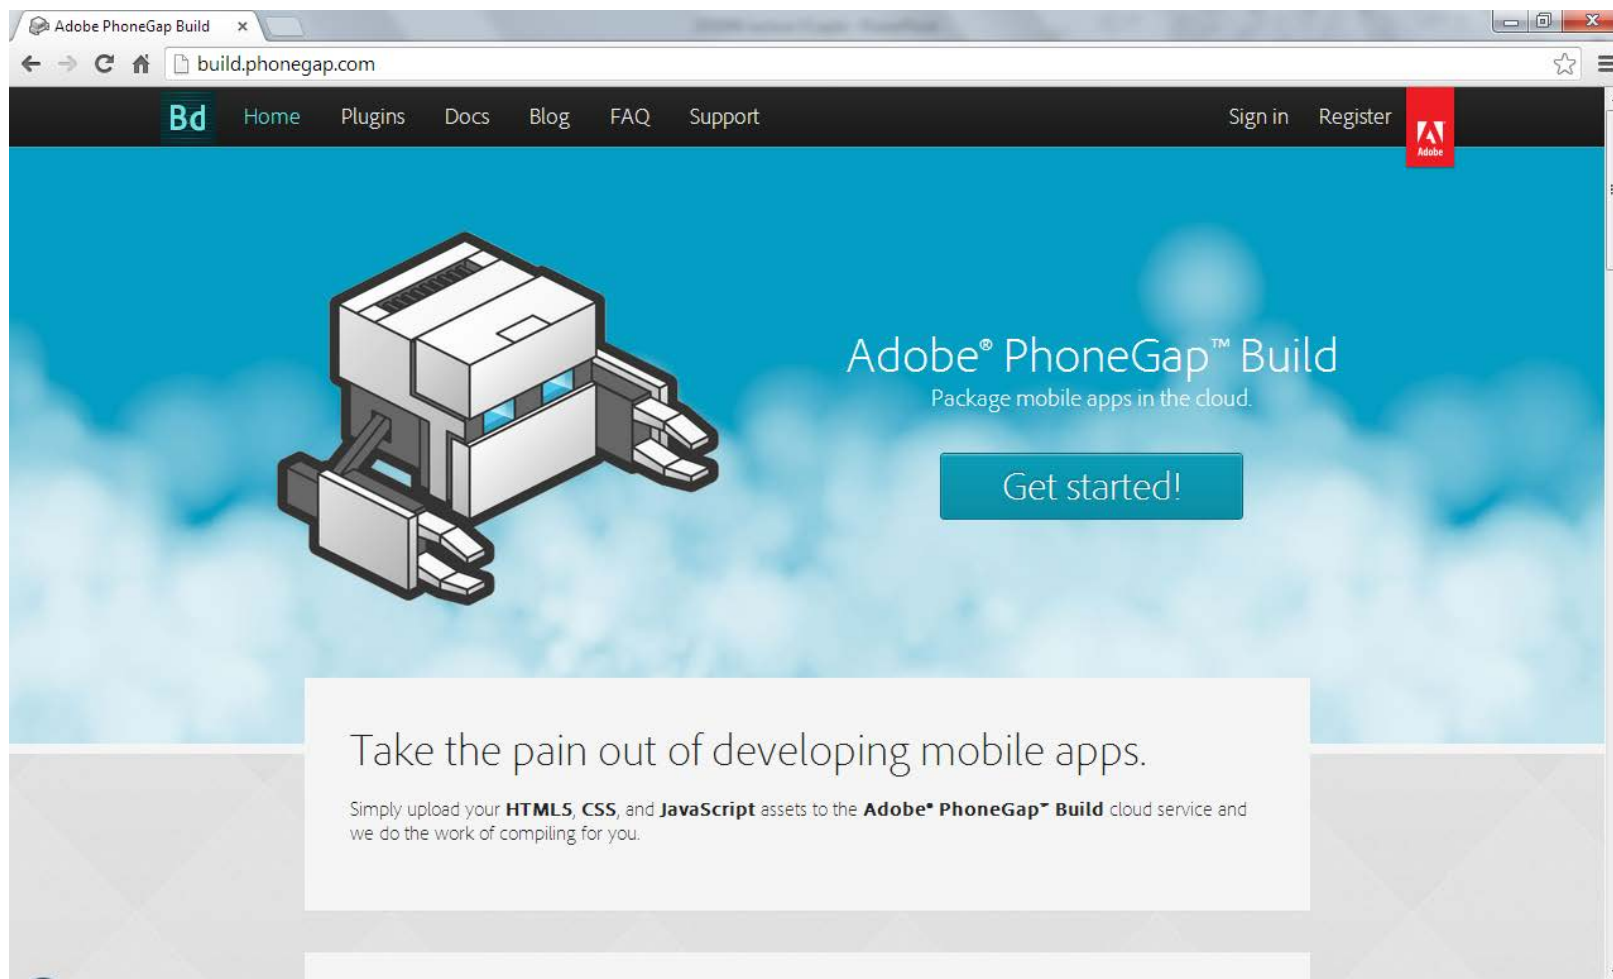 Adobe PhoneGap Build
build.phonegap.com
Bd Home Plugins Docs Blog FAQ Support Sign in Register
Adobe
Adobe® PhoneGap™ Build
Package mobile apps in the cloud.
Get started!
Take the pain out of developing mobile apps.
Simply upload your HTML5, CSS, and JavaScript assets to the Adobe® PhoneGap™ Build cloud service and
we do the work of compiling for you.